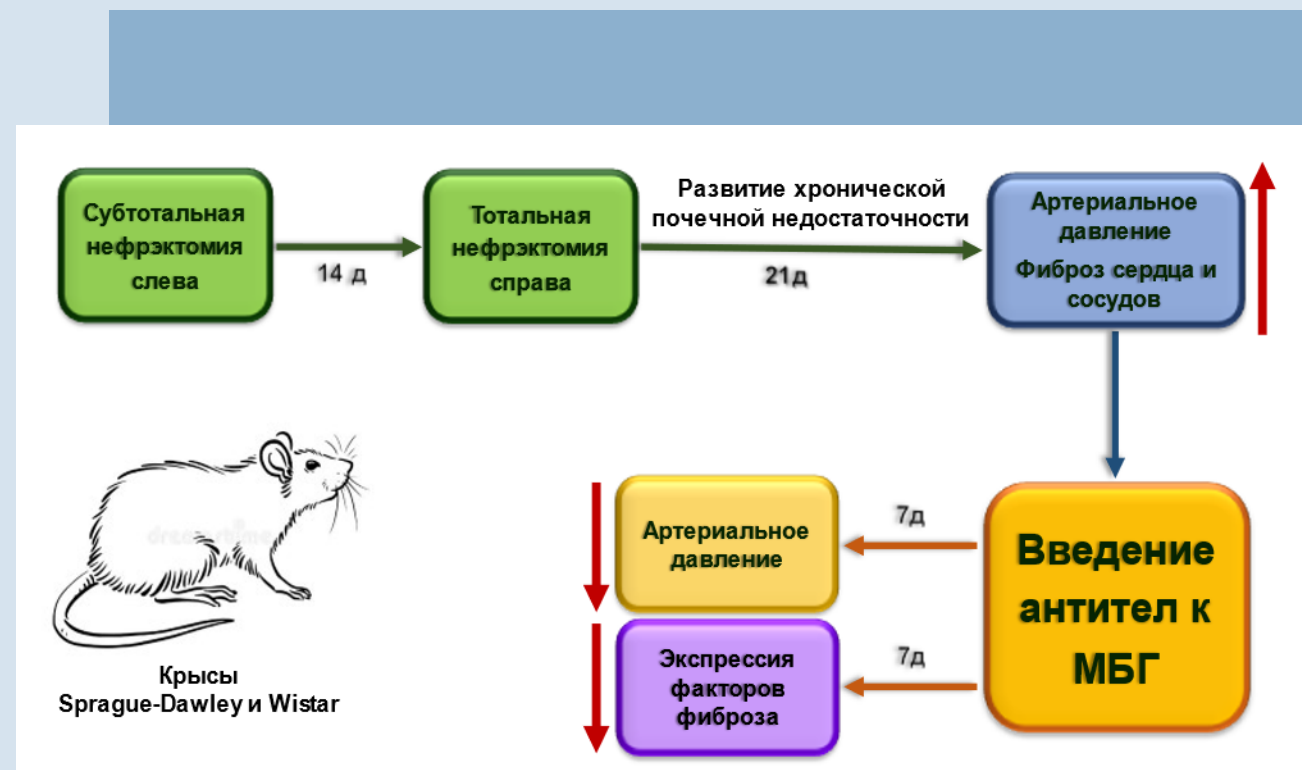 Субтотальная
нефрэктомия
слева
14 д
Тотальная
нефрэктомия
справа
Развитие хронической
почечной недостаточности
21д
Артериальное
давление
Фиброз сердца и
сосудов
Введение
антител к
МБГ
7д
Артериальное
давление
7д
Экспрессия
факторов
фиброза
Крысы
Sprague-Dawley и Wistar